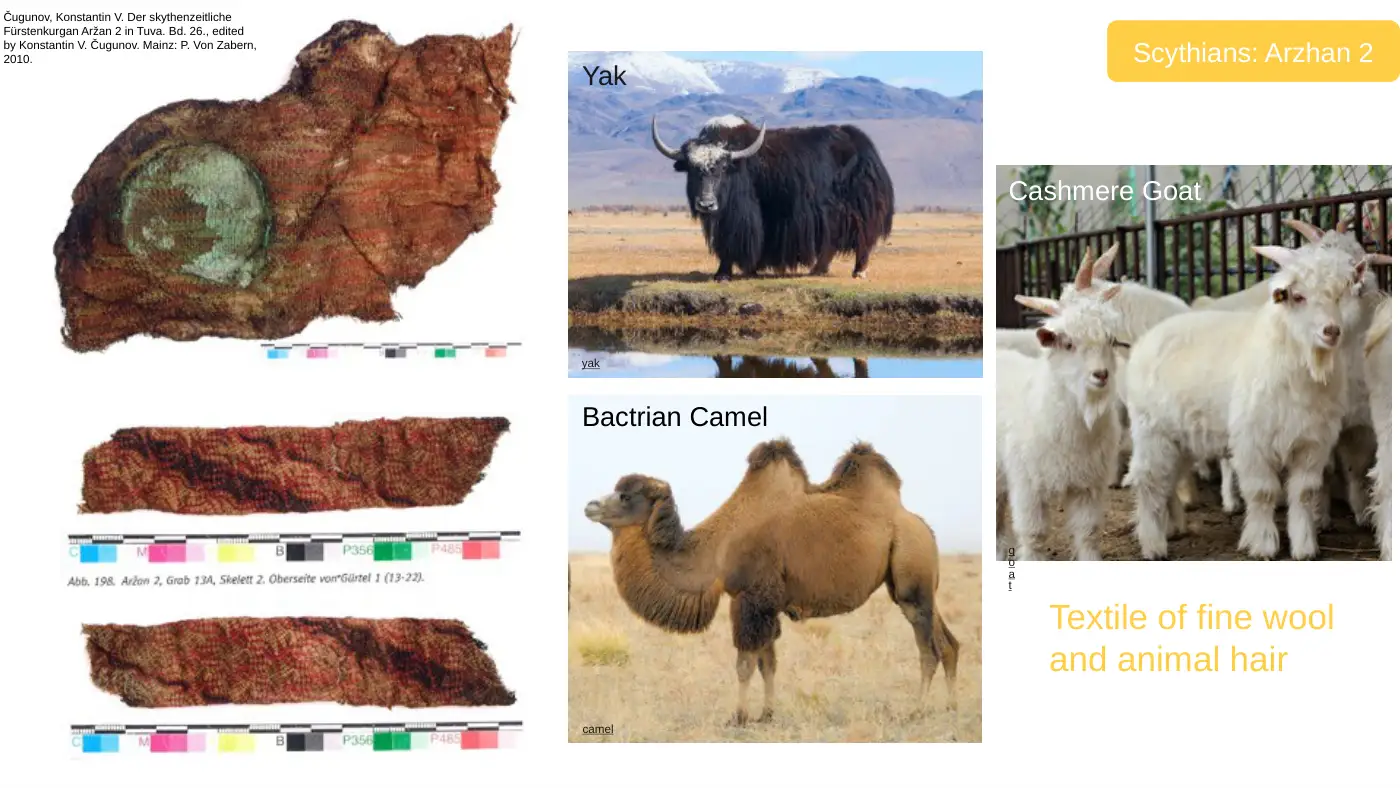 Čugunov, Konstantin V. Der skythenzeitliche
Fürstenkurgan Aržan 2 in Tuva. Bd. 26., edited
by Konstantin V. Čugunov. Mainz: P. Von Zabern,
2010.
Yak
yak
Scythians: Arzhan 2
Cashmere Goat
goat
Bactrian Camel
camel
C M B P356 P485
Abb. 198. Aržan 2, Grab 13A, Skelett 2. Oberseite von Gürtel 1 (13-22).
C M B P356 P485
Textile of fine wool
and animal hair